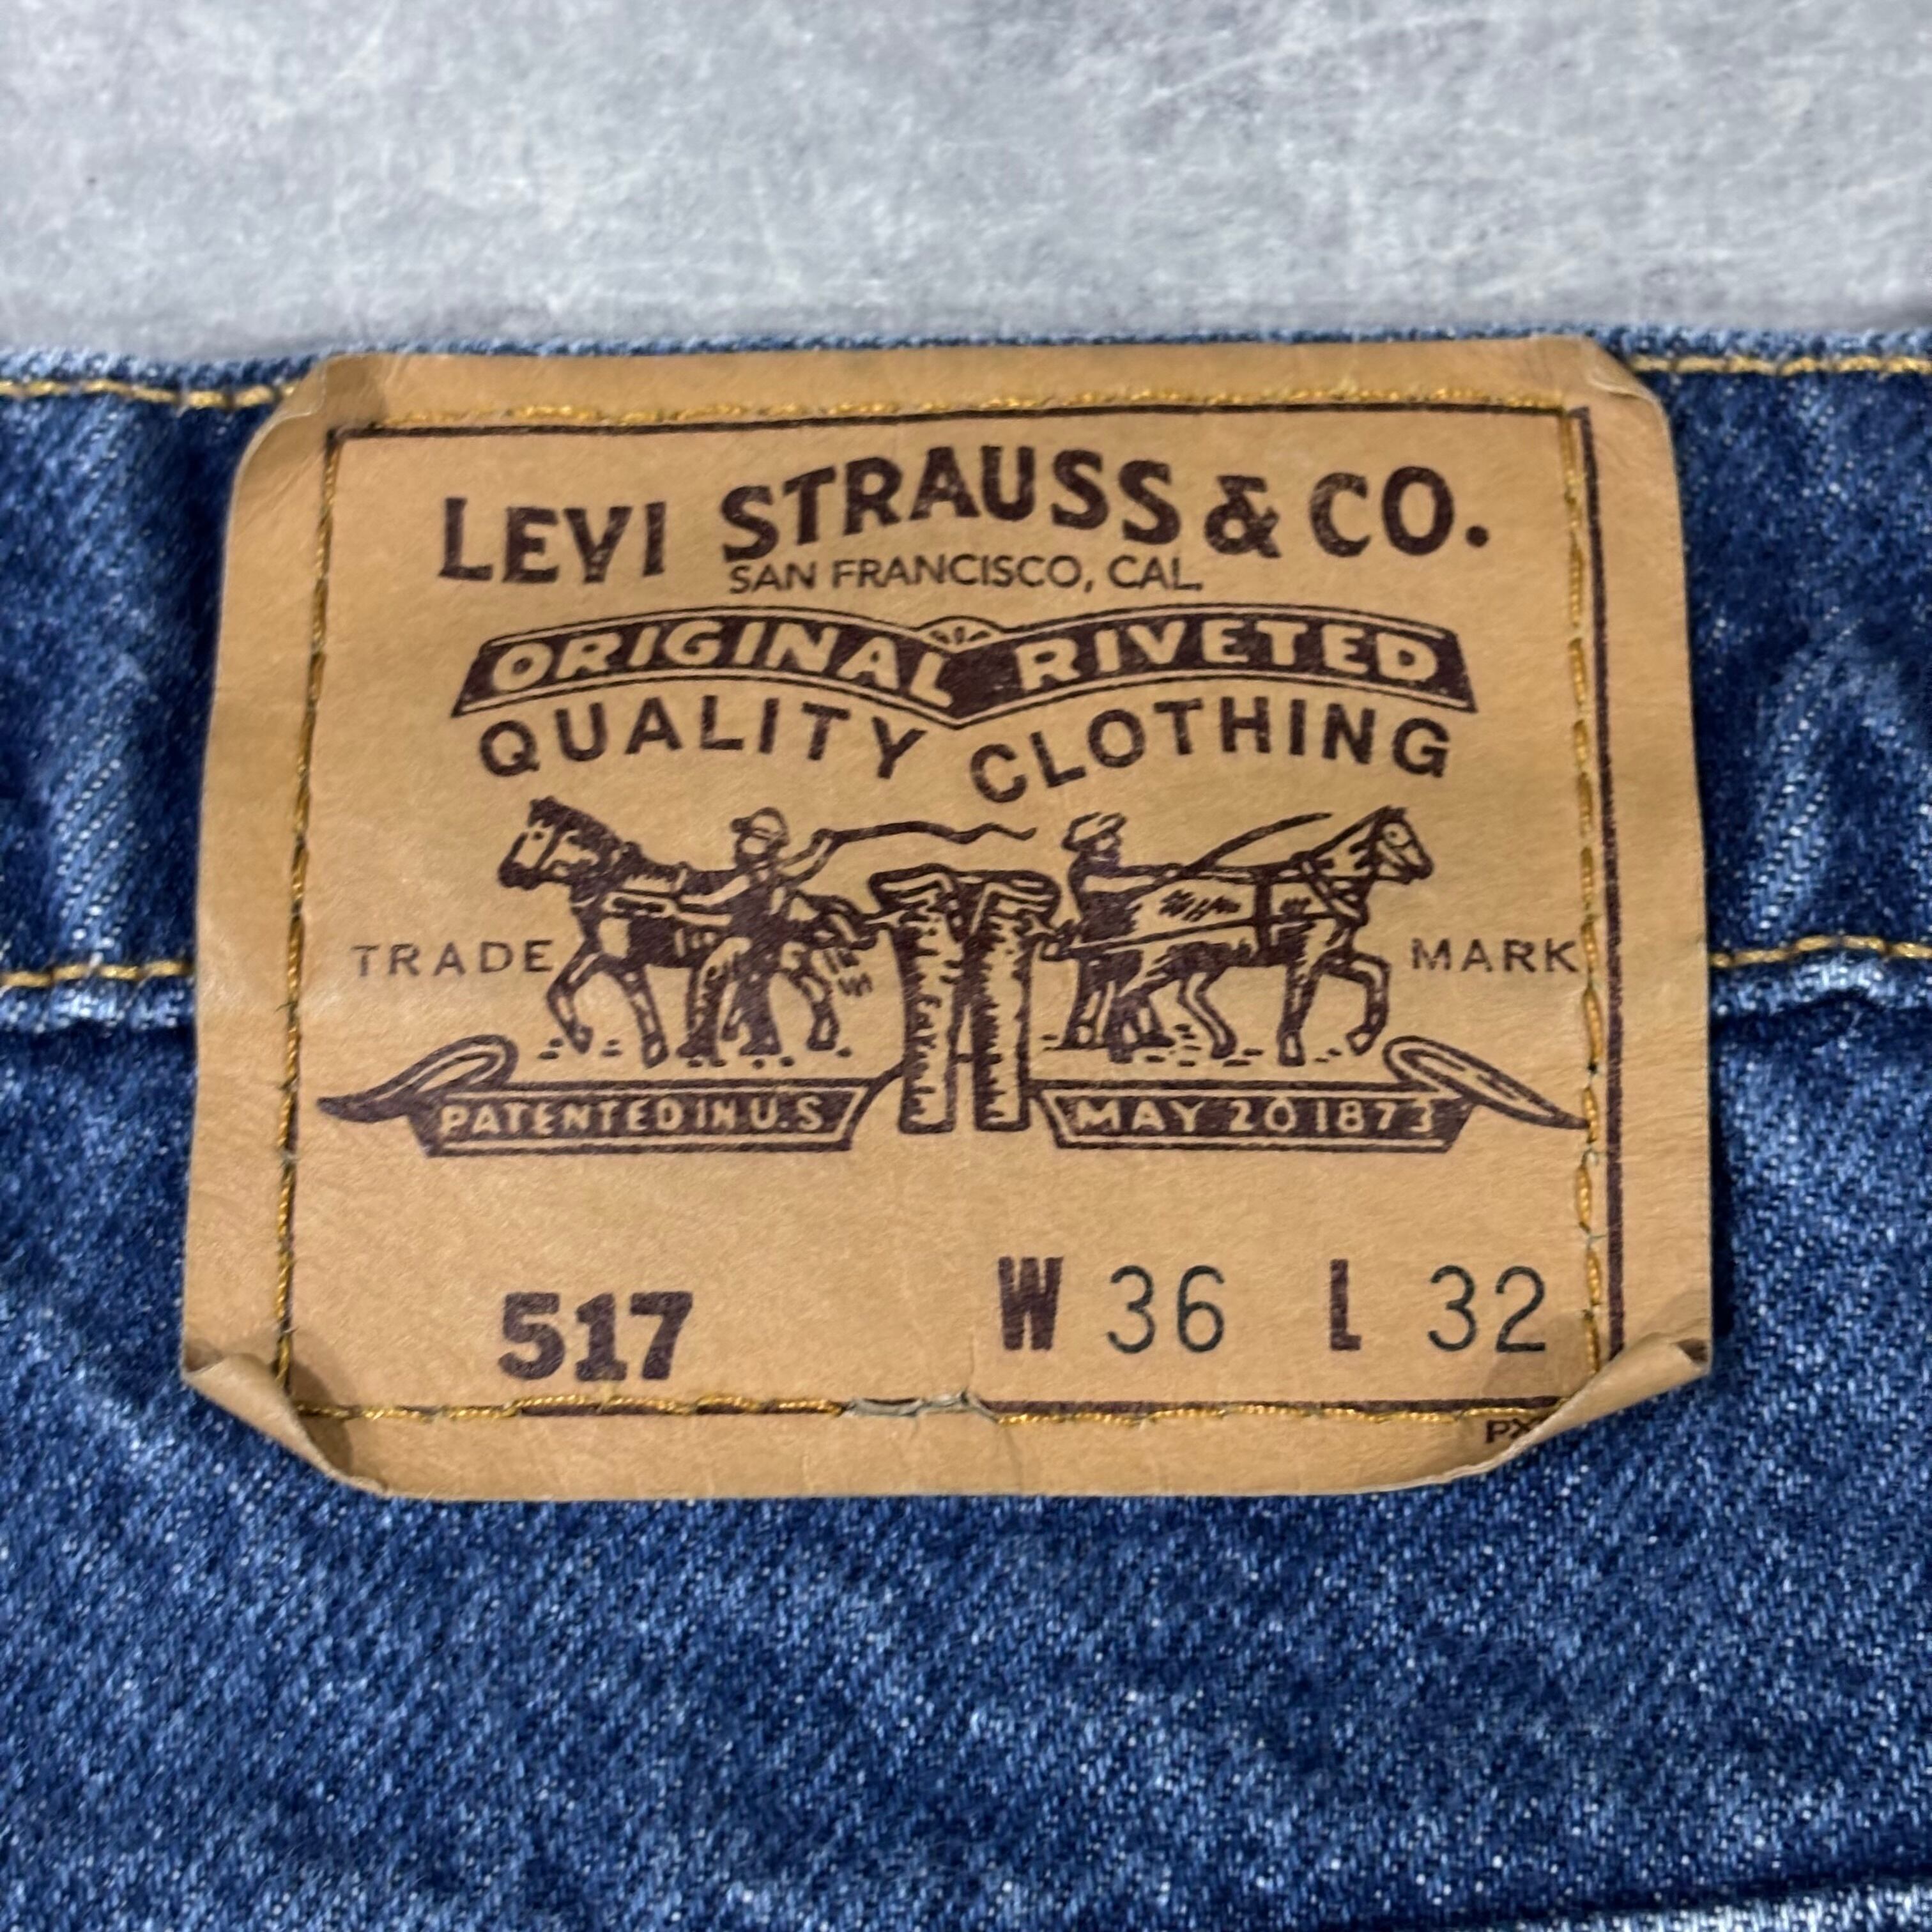 LEVI STRAUSS & CO.
SAN FRANCISCO, CAL.
ORIGINAL RIVETED
QUALITY CLOTHING
TRADE MARK
PATENTED IN U.S MAY 20 1873
517 W 36 L 32